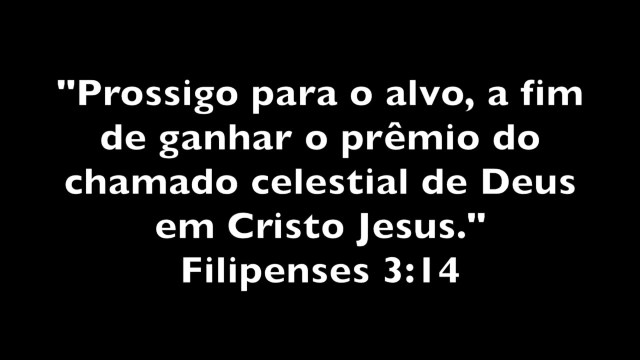 "Prossigo para o alvo, a fim
de ganhar o prêmio do
chamado celestial de Deus
em Cristo Jesus."
Filipenses 3:14